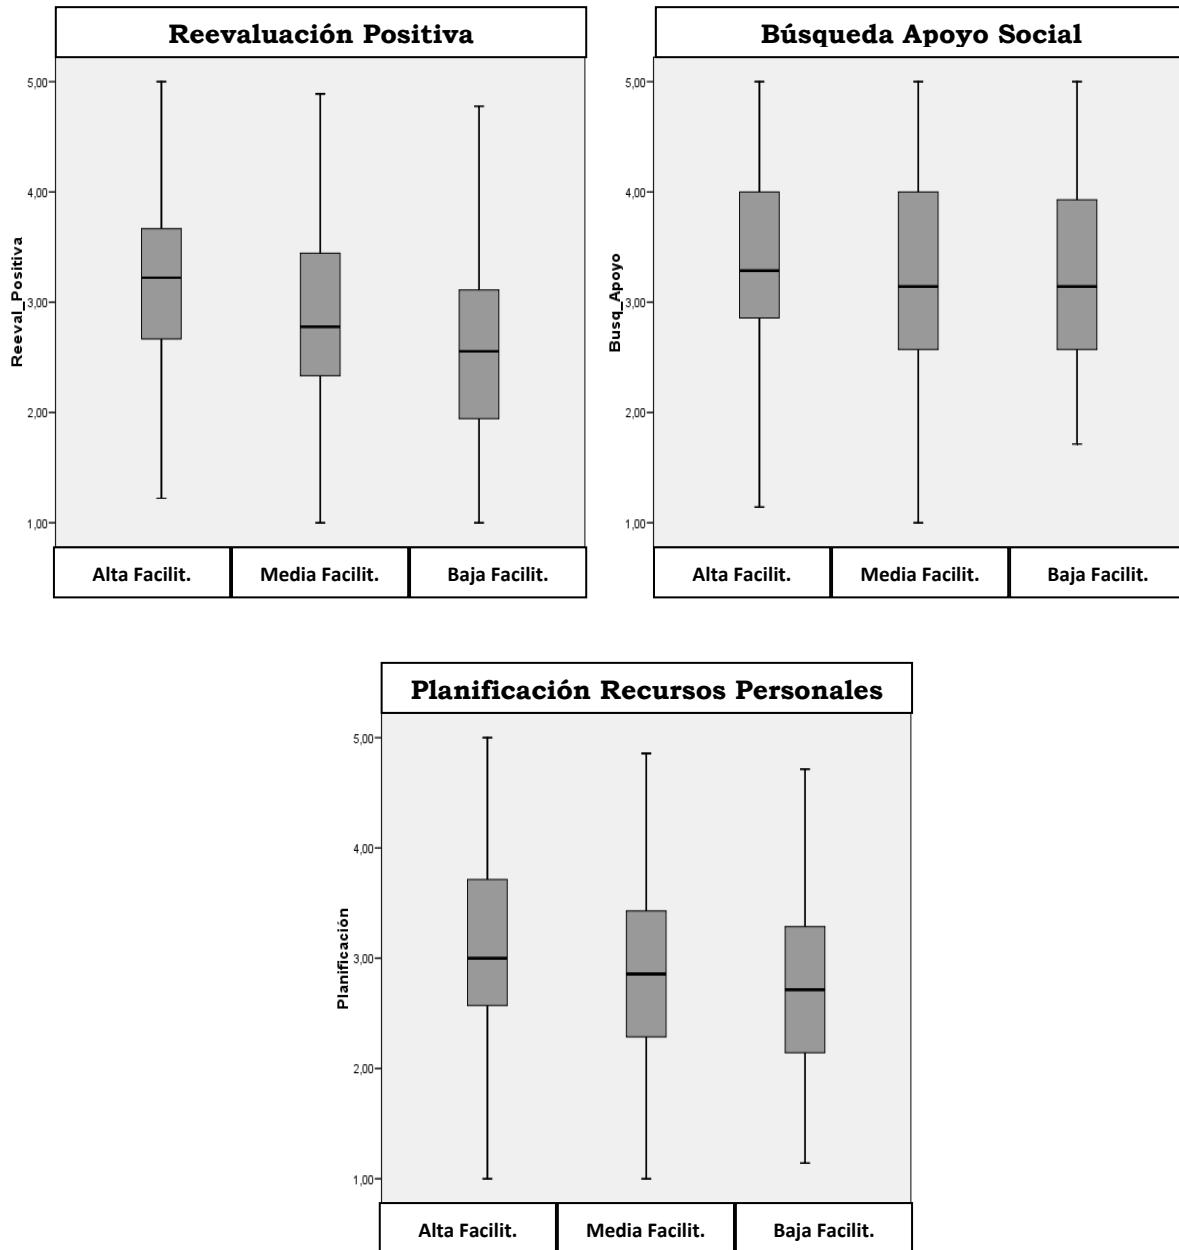 Reevaluación Positiva
5,00
4,00
3,00
2,00
1,00
Reeval_Positiva
Alta Facilit.
Media Facilit.
Baja Facilit.
Búsqueda Apoyo Social
5,00
4,00
3,00
2,00
1,00
Busq_Apoyo
Alta Facilit.
Media Facilit.
Baja Facilit.
Planificación Recursos Personales
5,00
4,00
3,00
2,00
1,00
Planificación
Alta Facilit.
Media Facilit.
Baja Facilit.